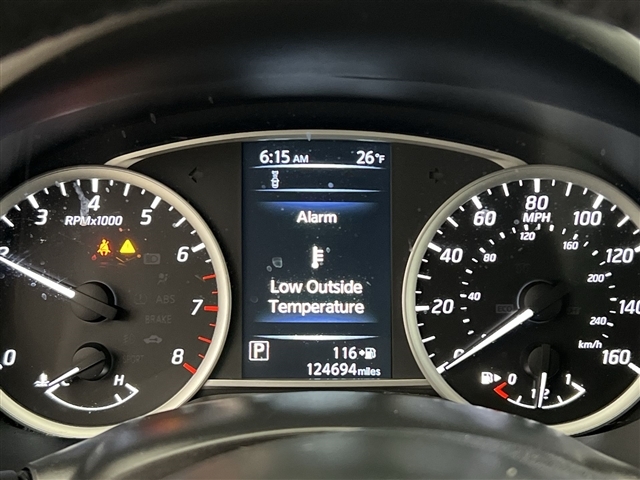 6:15 AM 26°F
Alarm
Low Outside
Temperature
P 116
124694 miles
0 2 3 4 5 6 7 8
RPMx1000
ABS
BRAKE
H
0 20 40 60 80 100 120 140 160
MPH
40 80 120 160 200 240
km/h
0 1/2 1